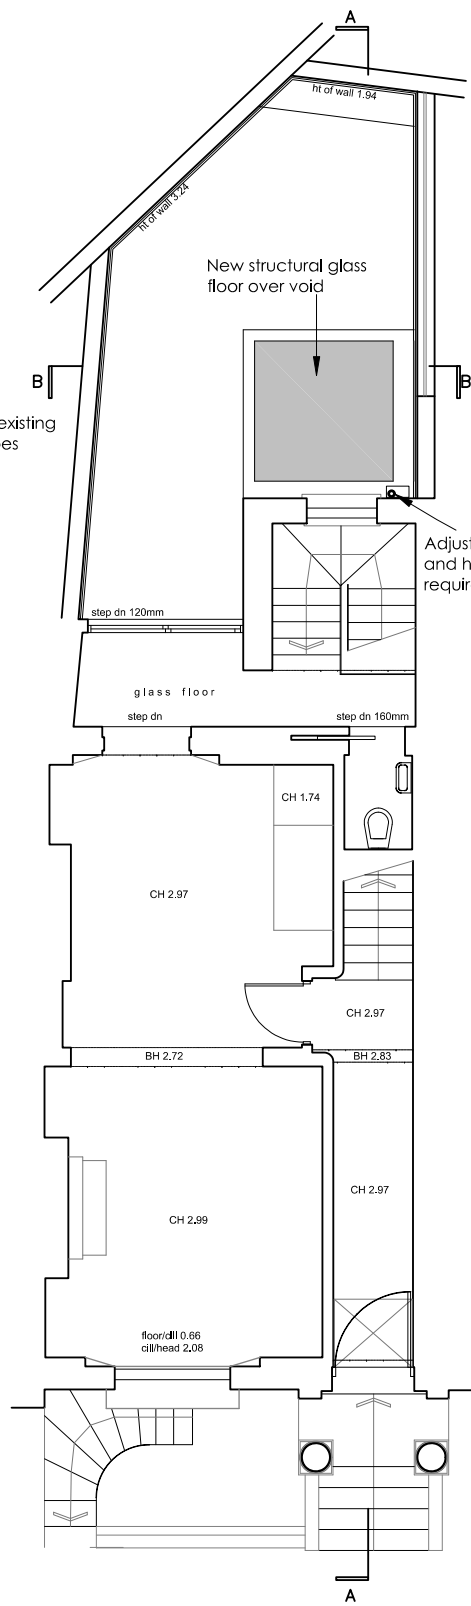 A
ht of wall 1.94
ht of wall 3.24
New structural glass
floor over void
B
B
existing
Adjust
and h
requir
step dn 120mm
glass floor
step dn
step dn 160mm
CH 1.74
CH 2.97
CH 2.97
BH 2.72
BH 2.83
CH 2.97
CH 2.99
floor/cill 0.66
cill/head 2.08
A